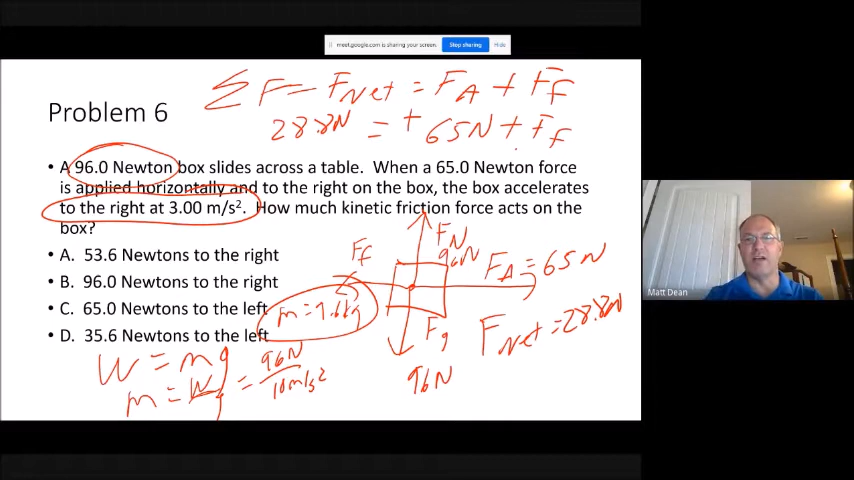 meet.google.com is sharing your screen. Stop sharing Hide
Σ F = FNet = FA + Ff
28.8N = + 65N + Ff
Problem 6
• A 96.0 Newton box slides across a table. When a 65.0 Newton force
is applied horizontally and to the right on the box, the box accelerates
to the right at 3.00 m/s². How much kinetic friction force acts on the
box?
• A. 53.6 Newtons to the right
• B. 96.0 Newtons to the right
• C. 65.0 Newtons to the left
• D. 35.6 Newtons to the left
FN
96N
Ff
FA = 65N
m = 9.6kg
Fg
96N
FNet = 28.8N
W = mg
m = W/g = 96N/10m/s²
Matt Dean